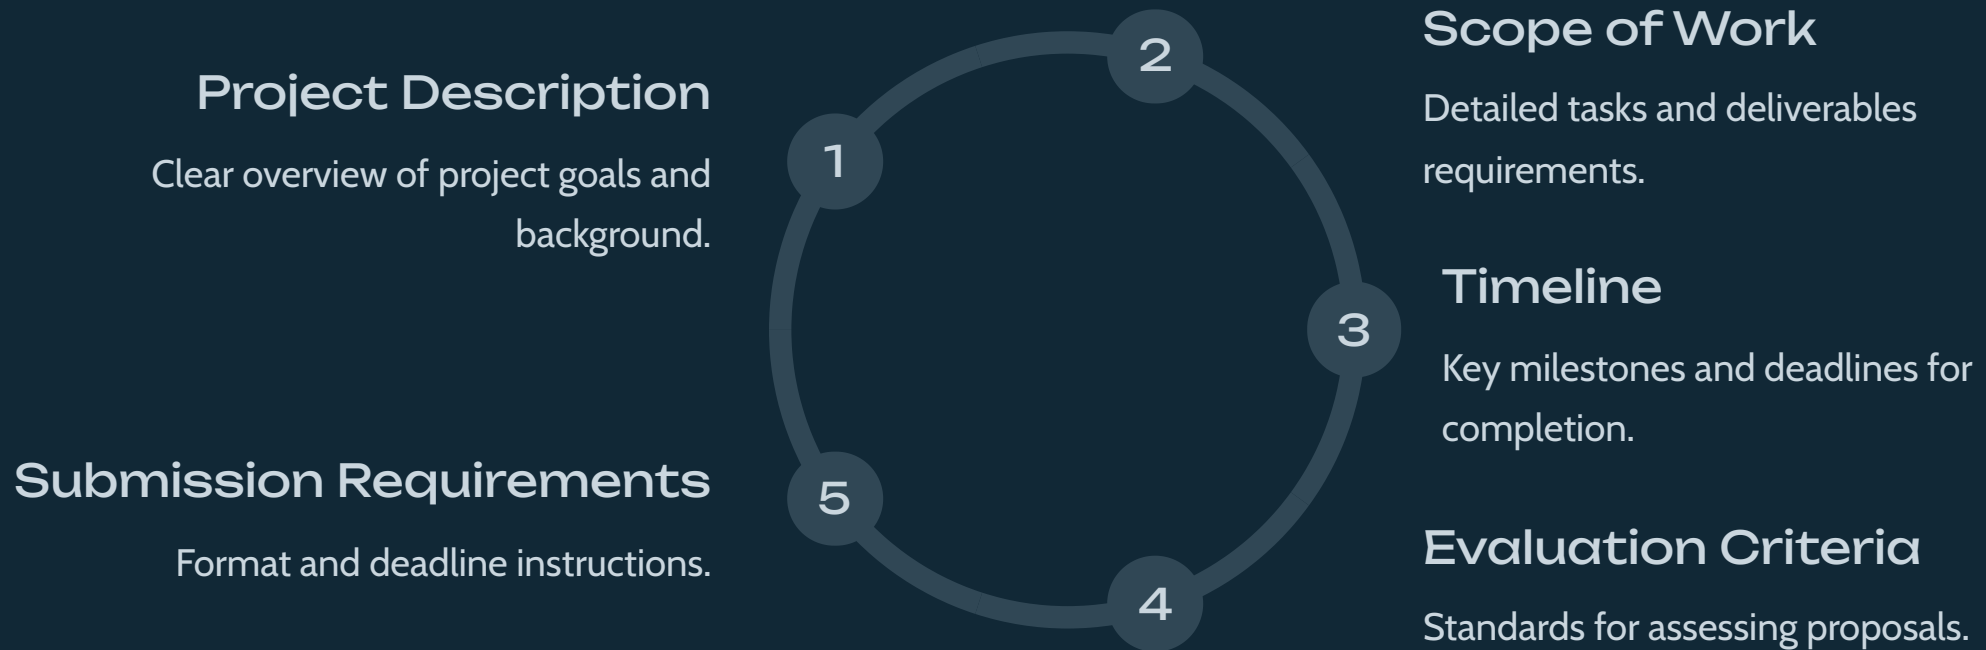 Project Description
Clear overview of project goals and
background.
1
2
Scope of Work
Detailed tasks and deliverables
requirements.
3
Timeline
Key milestones and deadlines for
completion.
4
Evaluation Criteria
Standards for assessing proposals.
5
Submission Requirements
Format and deadline instructions.